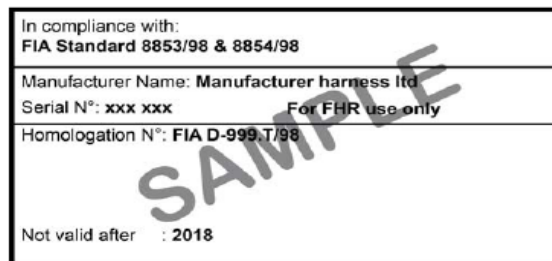 In compliance with:
FIA Standard 8853/98 & 8854/98
Manufacturer Name: Manufacturer harness ltd
Serial N°: xxx xxx For FHR use only
Homologation N°: FIA D-999.T/98
SAMPLE
Not valid after : 2018